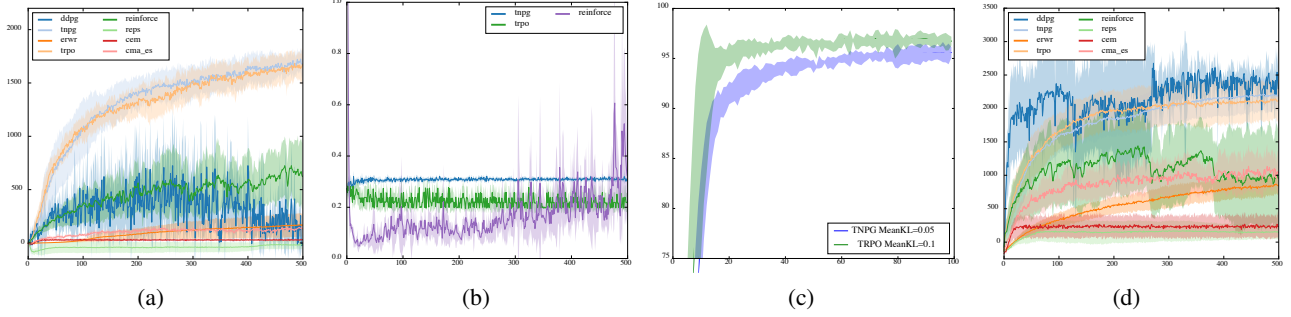 ddpg
tnpg
erwr
trpo
reinforce
reps
cem
cma_es
2000
1500
1000
500
0
0 100 200 300 400 500
(a)
tnpg
trpo
reinforce
1.0
0.8
0.6
0.4
0.2
0.0
0 100 200 300 400 500
(b)
100
95
90
85
80
75
0 20 40 60 80 100
TNPG MeanKL=0.05
TRPO MeanKL=0.1
(c)
ddpg
tnpg
erwr
trpo
reinforce
reps
cem
cma_es
3500
3000
2500
2000
1500
1000
500
0
0 100 200 300 400 500
(d)